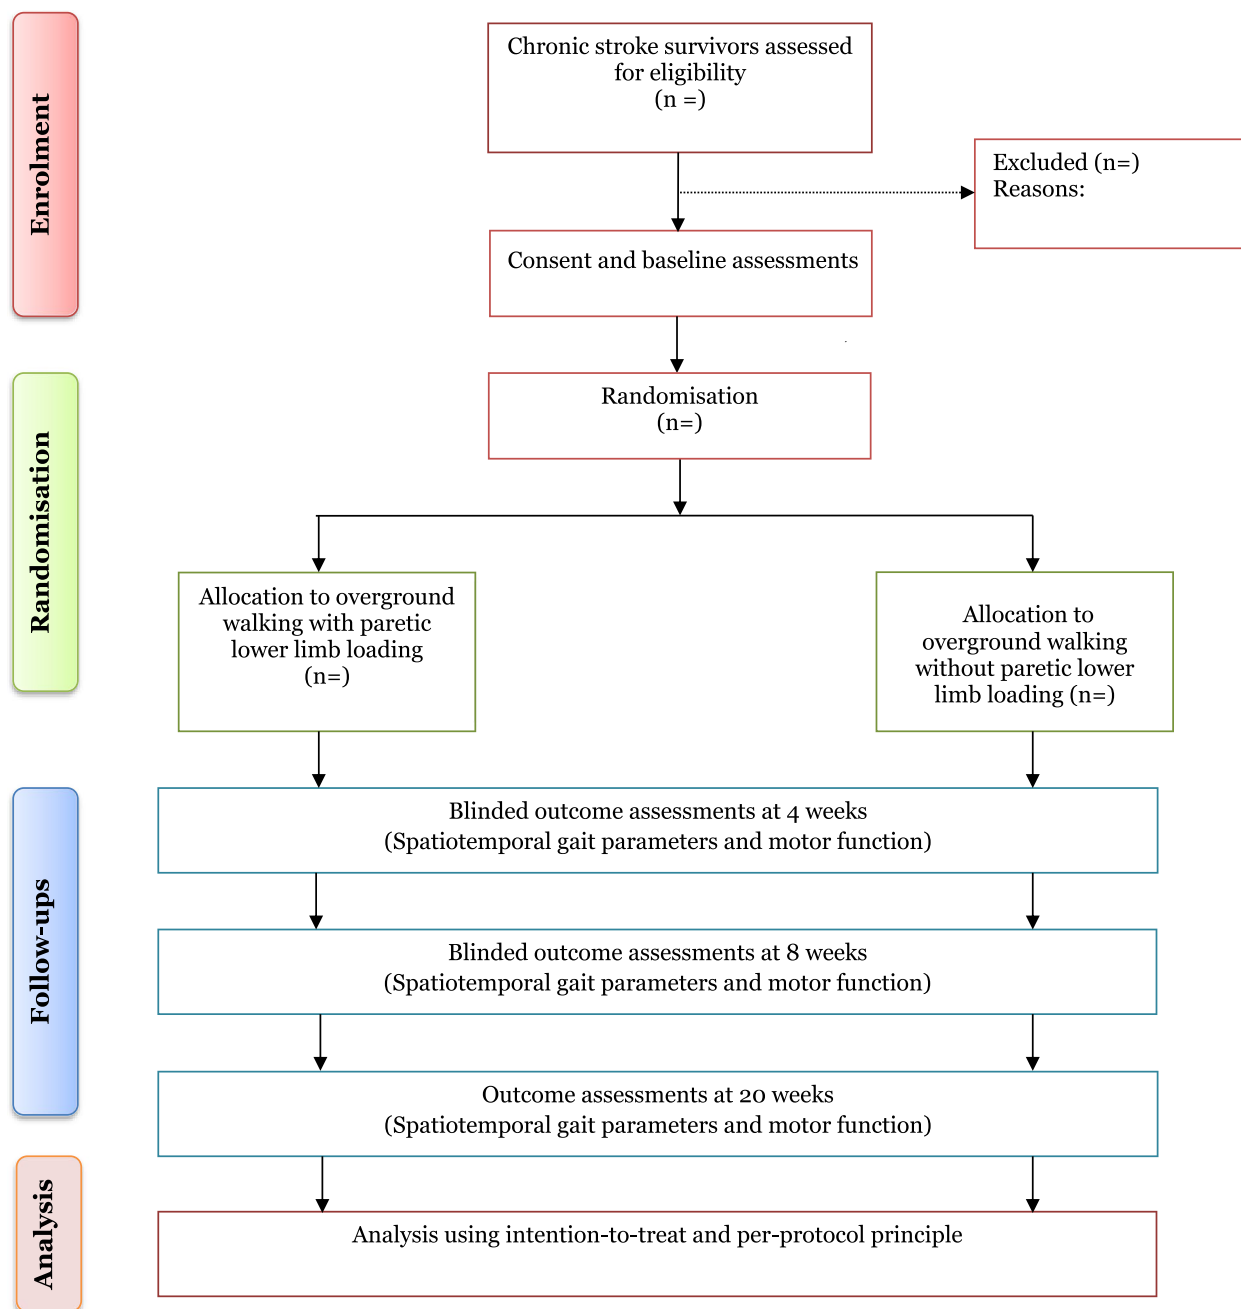 Enrolment
Chronic stroke survivors assessed
for eligibility
(n =)
Excluded (n=)
Reasons:
Consent and baseline assessments
Randomisation
Randomisation
(n=)
Allocation to overground
walking with paretic
lower limb loading
(n=)
Allocation to
overground walking
without paretic lower
limb loading (n=)
Follow-ups
Blinded outcome assessments at 4 weeks
(Spatiotemporal gait parameters and motor function)
Blinded outcome assessments at 8 weeks
(Spatiotemporal gait parameters and motor function)
Outcome assessments at 20 weeks
(Spatiotemporal gait parameters and motor function)
Analysis
Analysis using intention-to-treat and per-protocol principle